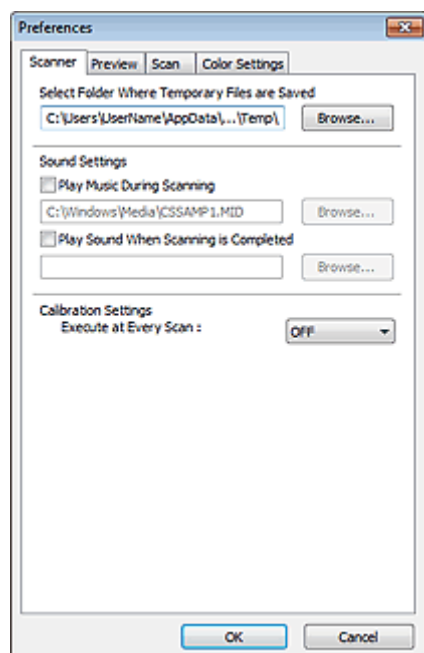 Preferences
Scanner Preview Scan Color Settings
Select Folder Where Temporary Files are Saved
C:\Users\UserName\AppData\,...\Temp\ Browse...
Sound Settings
Play Music During Scanning
C:\Windows\Media\CSSAMP1.MID Browse...
Play Sound When Scanning is Completed
Browse...
Calibration Settings
Execute at Every Scan : OFF
OK Cancel